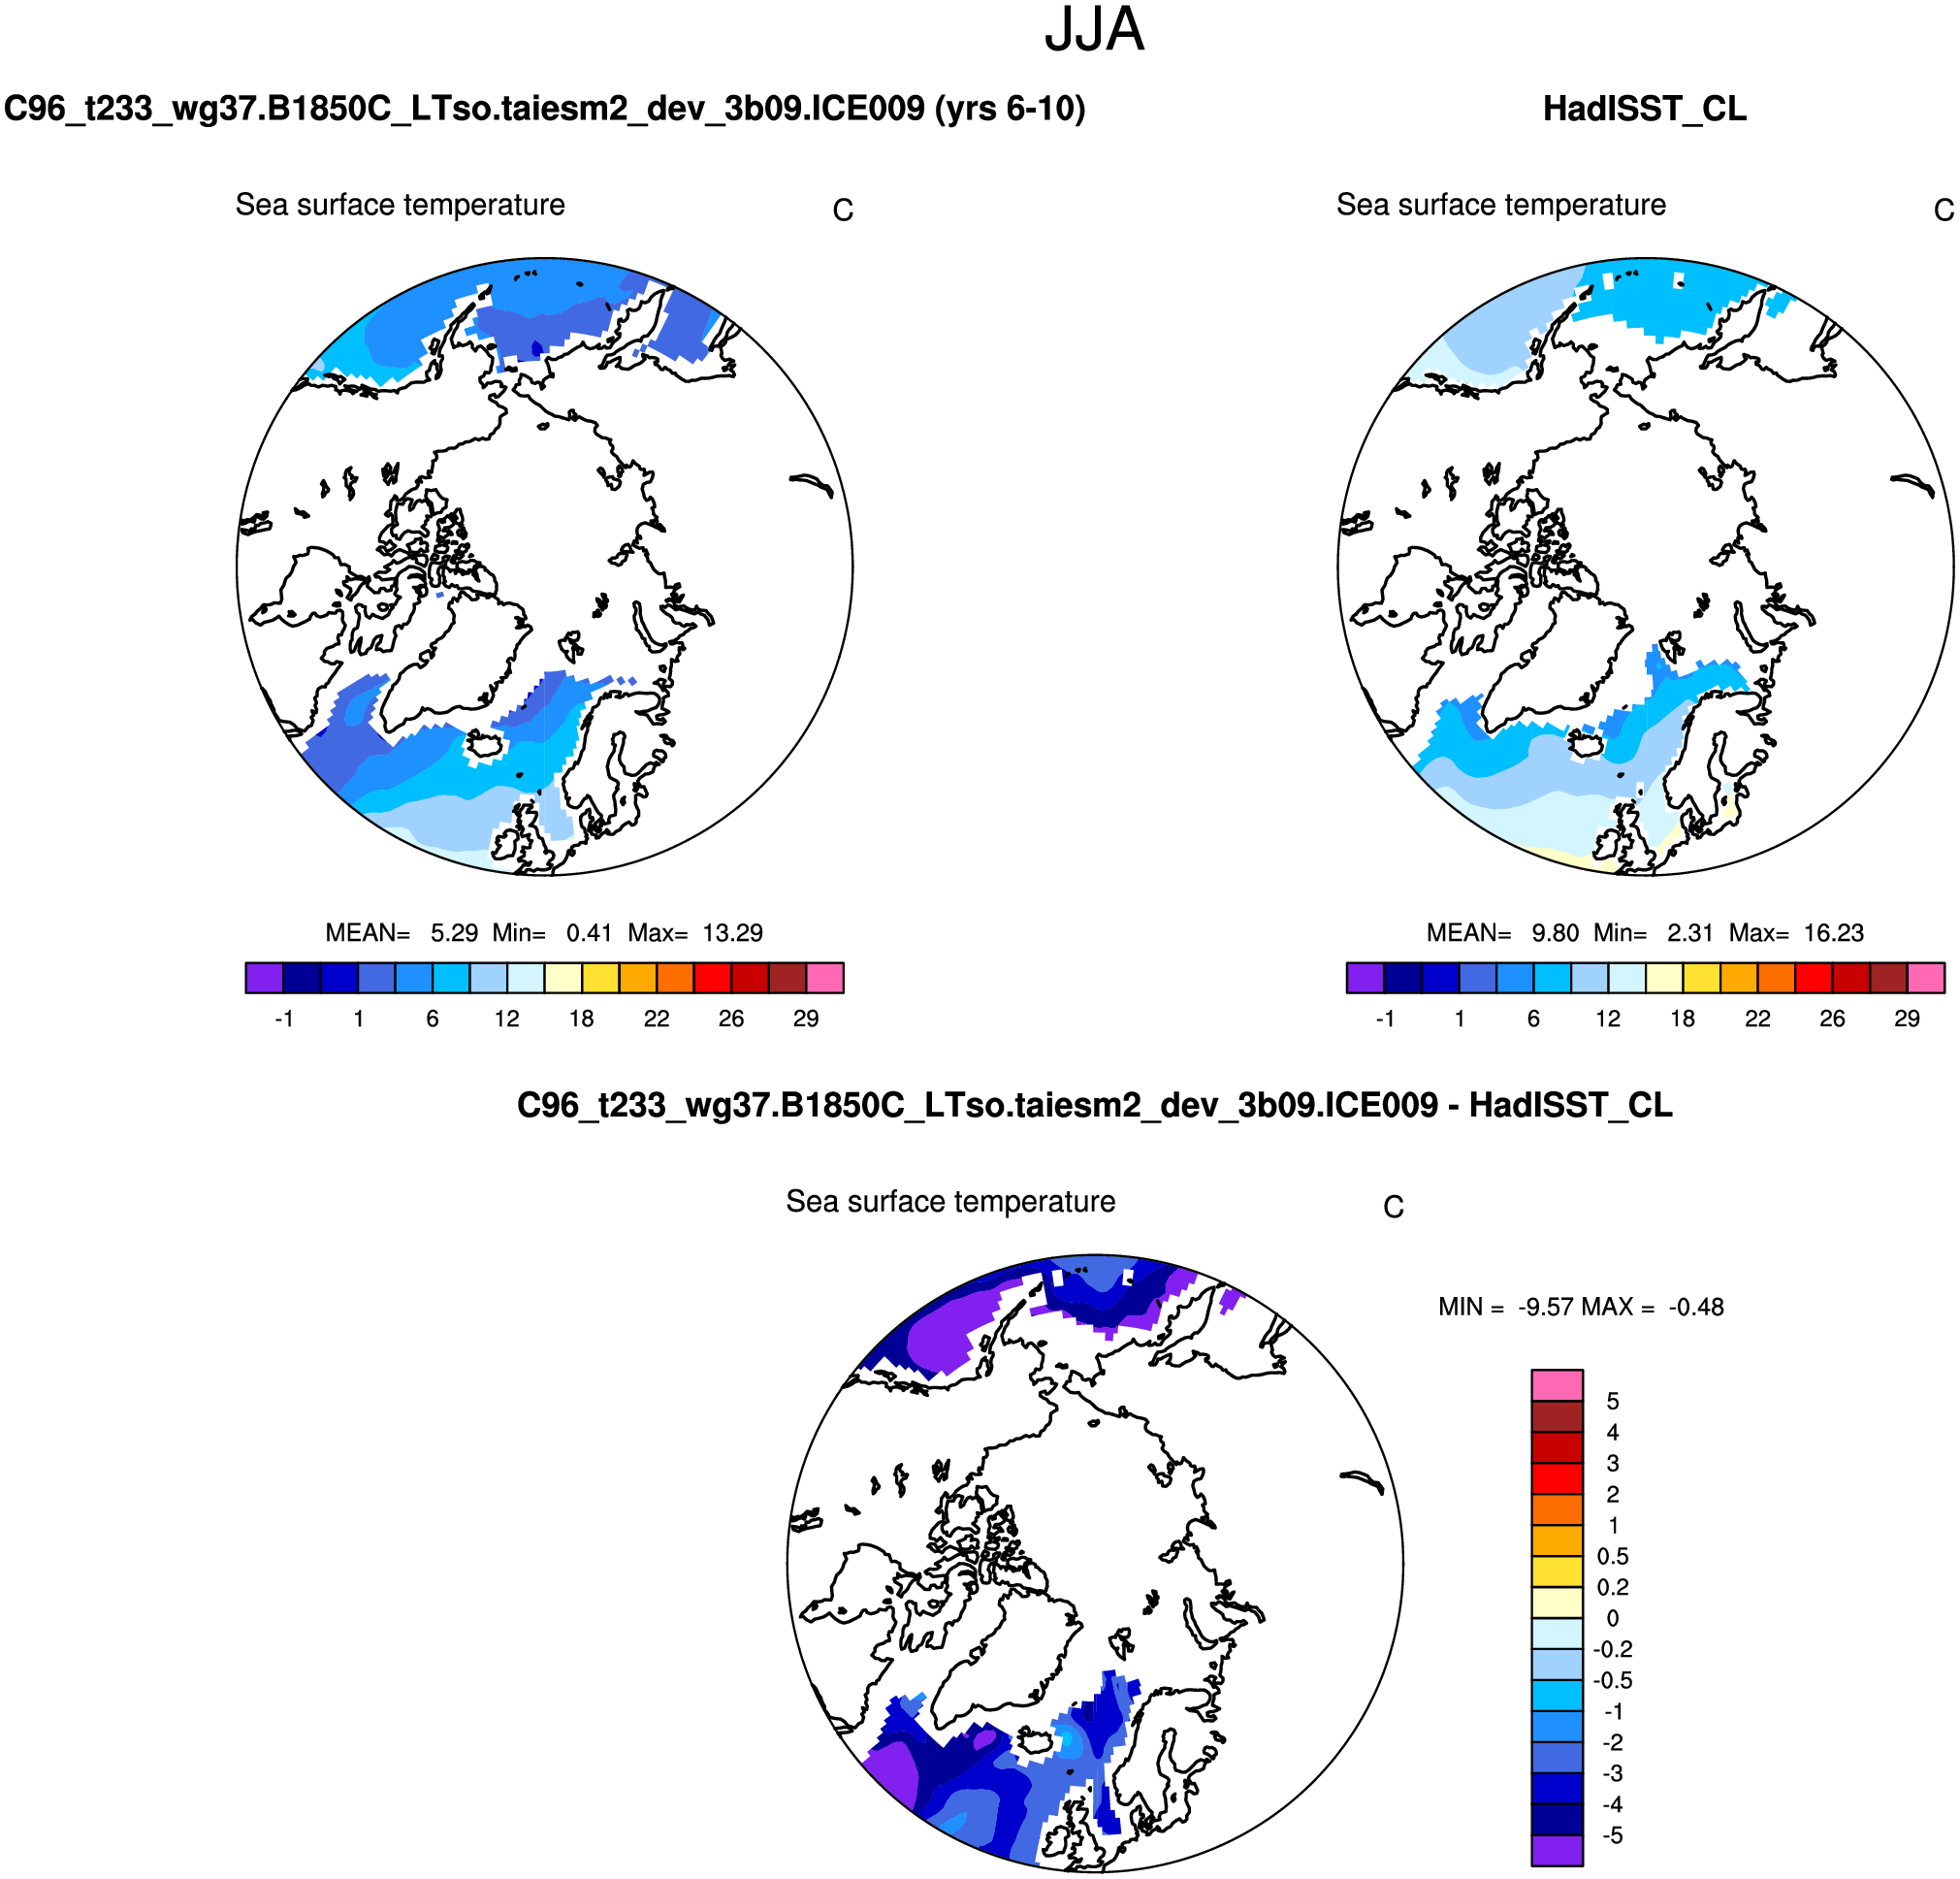 JJA
C96_t233_wg37.B1850C_LTso.taiesm2_dev_3b09.ICE009 (yrs 6-10)
HadISST_CL
Sea surface temperature C
Sea surface temperature C
MEAN= 5.29 Min= 0.41 Max= 13.29
-1 1 6 12 18 22 26 29
MEAN= 9.80 Min= 2.31 Max= 16.23
-1 1 6 12 18 22 26 29
C96_t233_wg37.B1850C_LTso.taiesm2_dev_3b09.ICE009 - HadISST_CL
Sea surface temperature C
MIN = -9.57 MAX = -0.48
5
4
3
2
1
0.5
0.2
0
-0.2
-0.5
-1
-2
-3
-4
-5